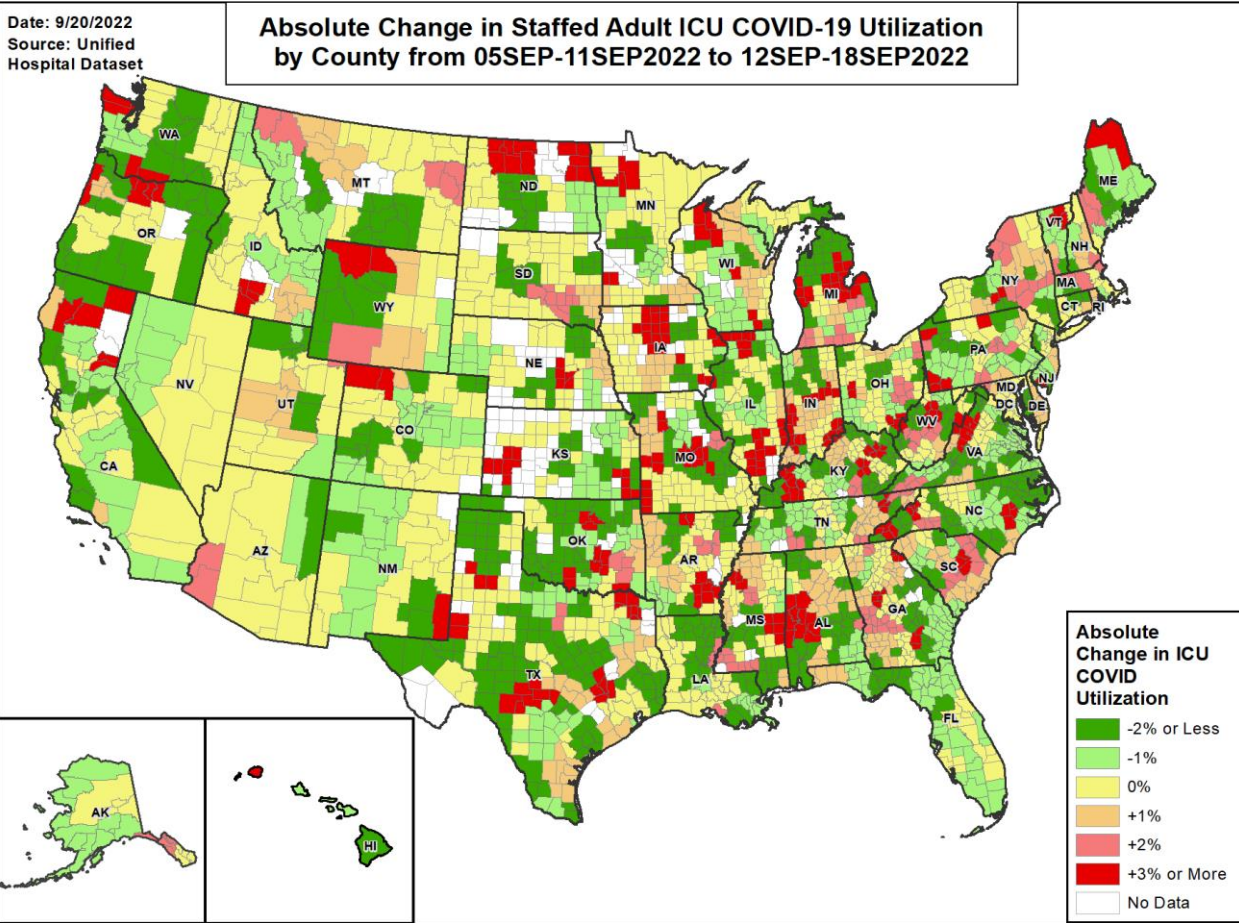 Date: 9/20/2022
Source: Unified
Hospital Dataset
Absolute Change in Staffed Adult ICU COVID-19 Utilization
by County from 05SEP-11SEP2022 to 12SEP-18SEP2022
WA
MT
ND
MN
ME
OR
ID
WY
SD
WI
MI
VT
NH
NY
MA
CT
RI
NV
UT
CO
NE
IA
IL
IN
OH
PA
NJ
MD
DC
DE
CA
KS
MO
KY
WV
VA
AZ
NM
OK
AR
TN
NC
SC
TX
LA
MS
AL
GA
FL
AK
HI
Absolute
Change in ICU
COVID
Utilization
-2% or Less
-1%
0%
+1%
+2%
+3% or More
No Data